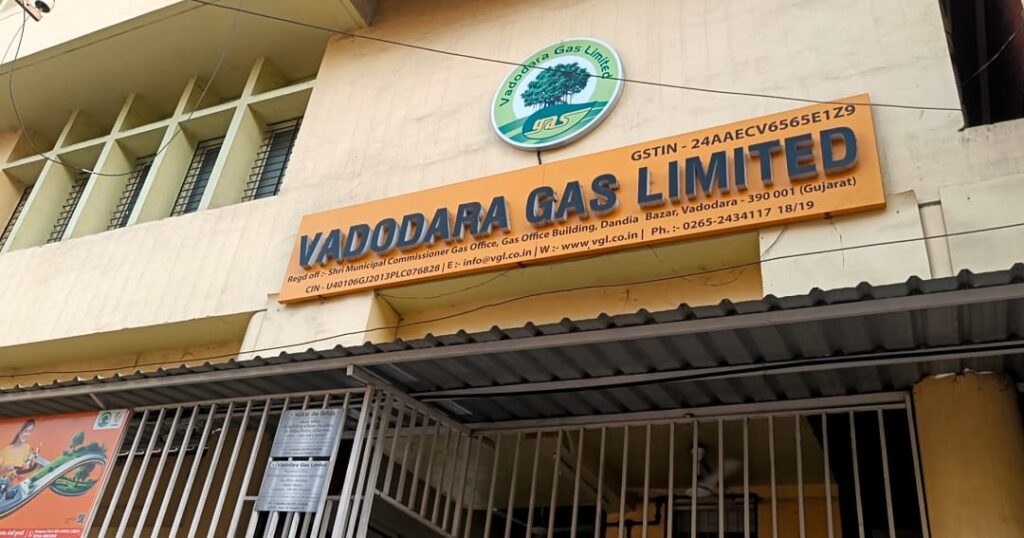 Vadodara Gas Limited
gas
GSTIN - 24AAECV6565E1Z9
VADODARA GAS LIMITED
Regd off :- Shri Municipal Commissioner Gas Office, Gas Office Building, Dandia Bazar, Vadodara - 390 001 (Gujarat)
CIN - U40106GJ2013PLC076828 | E :- info@vgl.co.in | W :- www.vgl.co.in | Ph. :- 0265-2434117 18/19
Vadodara Gas Limited